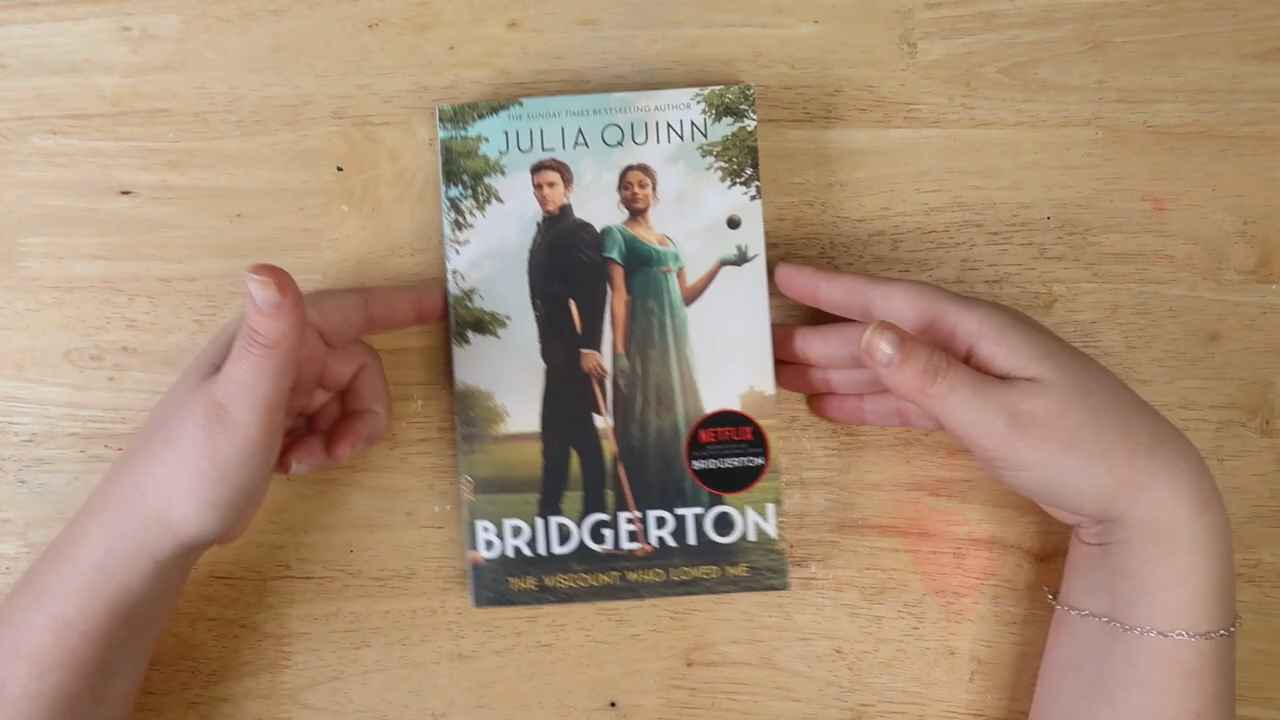 THE SUNDAY TIMES BESTSELLING AUTHOR
JULIA QUINN
NETFLIX
BRIDGERTON
BRIDGERTON
THE VISCOUNT WHO LOVED ME